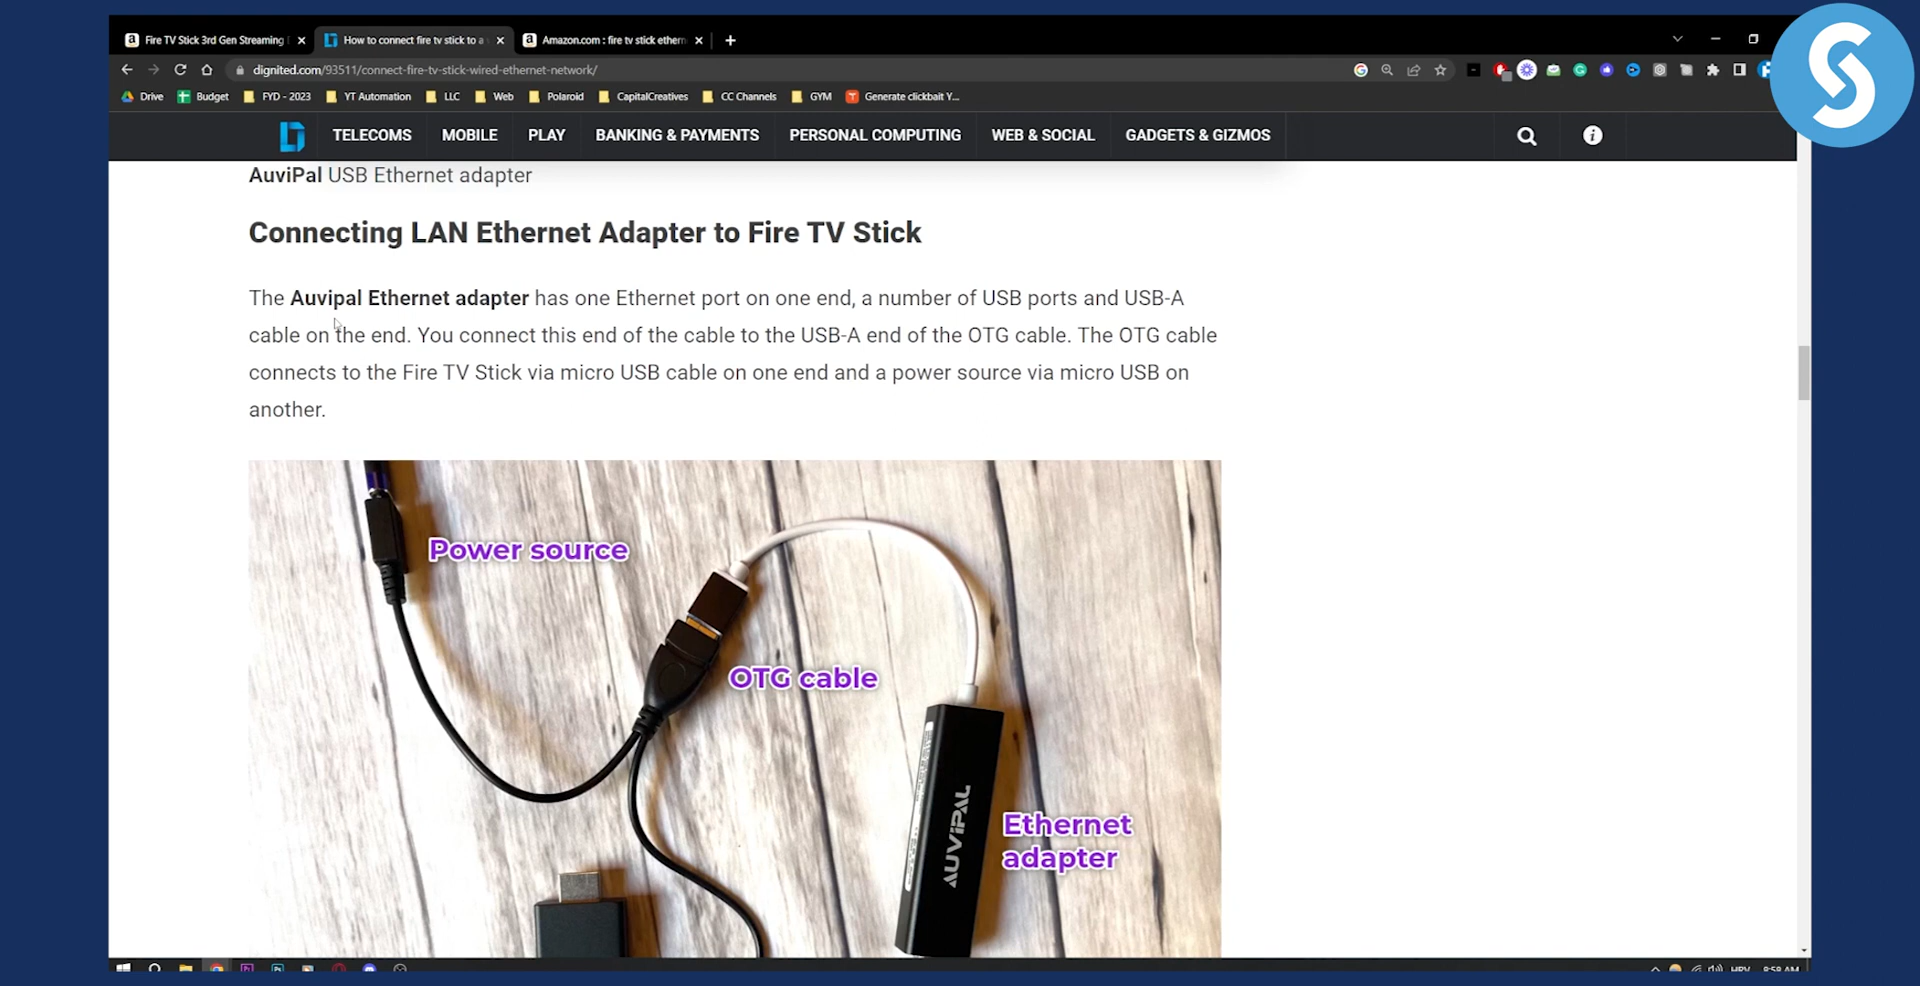 Fire TV Stick 3rd Gen Streaming
How to connect fire tv stick to a
Amazon.com : fire tv stick ethern
dignited.com/93511/connect-fire-tv-stick-wired-ethernet-network/
Drive Budget FYD - 2023 YT Automation LLC Web Polaroid CapitalCreatives CC Channels GYM Generate clickbait Y...
TELECOMS MOBILE PLAY BANKING & PAYMENTS PERSONAL COMPUTING WEB & SOCIAL GADGETS & GIZMOS
AuviPal USB Ethernet adapter
Connecting LAN Ethernet Adapter to Fire TV Stick
The Auvipal Ethernet adapter has one Ethernet port on one end, a number of USB ports and USB-A
cable on the end. You connect this end of the cable to the USB-A end of the OTG cable. The OTG cable
connects to the Fire TV Stick via micro USB cable on one end and a power source via micro USB on
another.
Power source
OTG cable
Ethernet
adapter
AUViPAL
HRV 8:58 AM